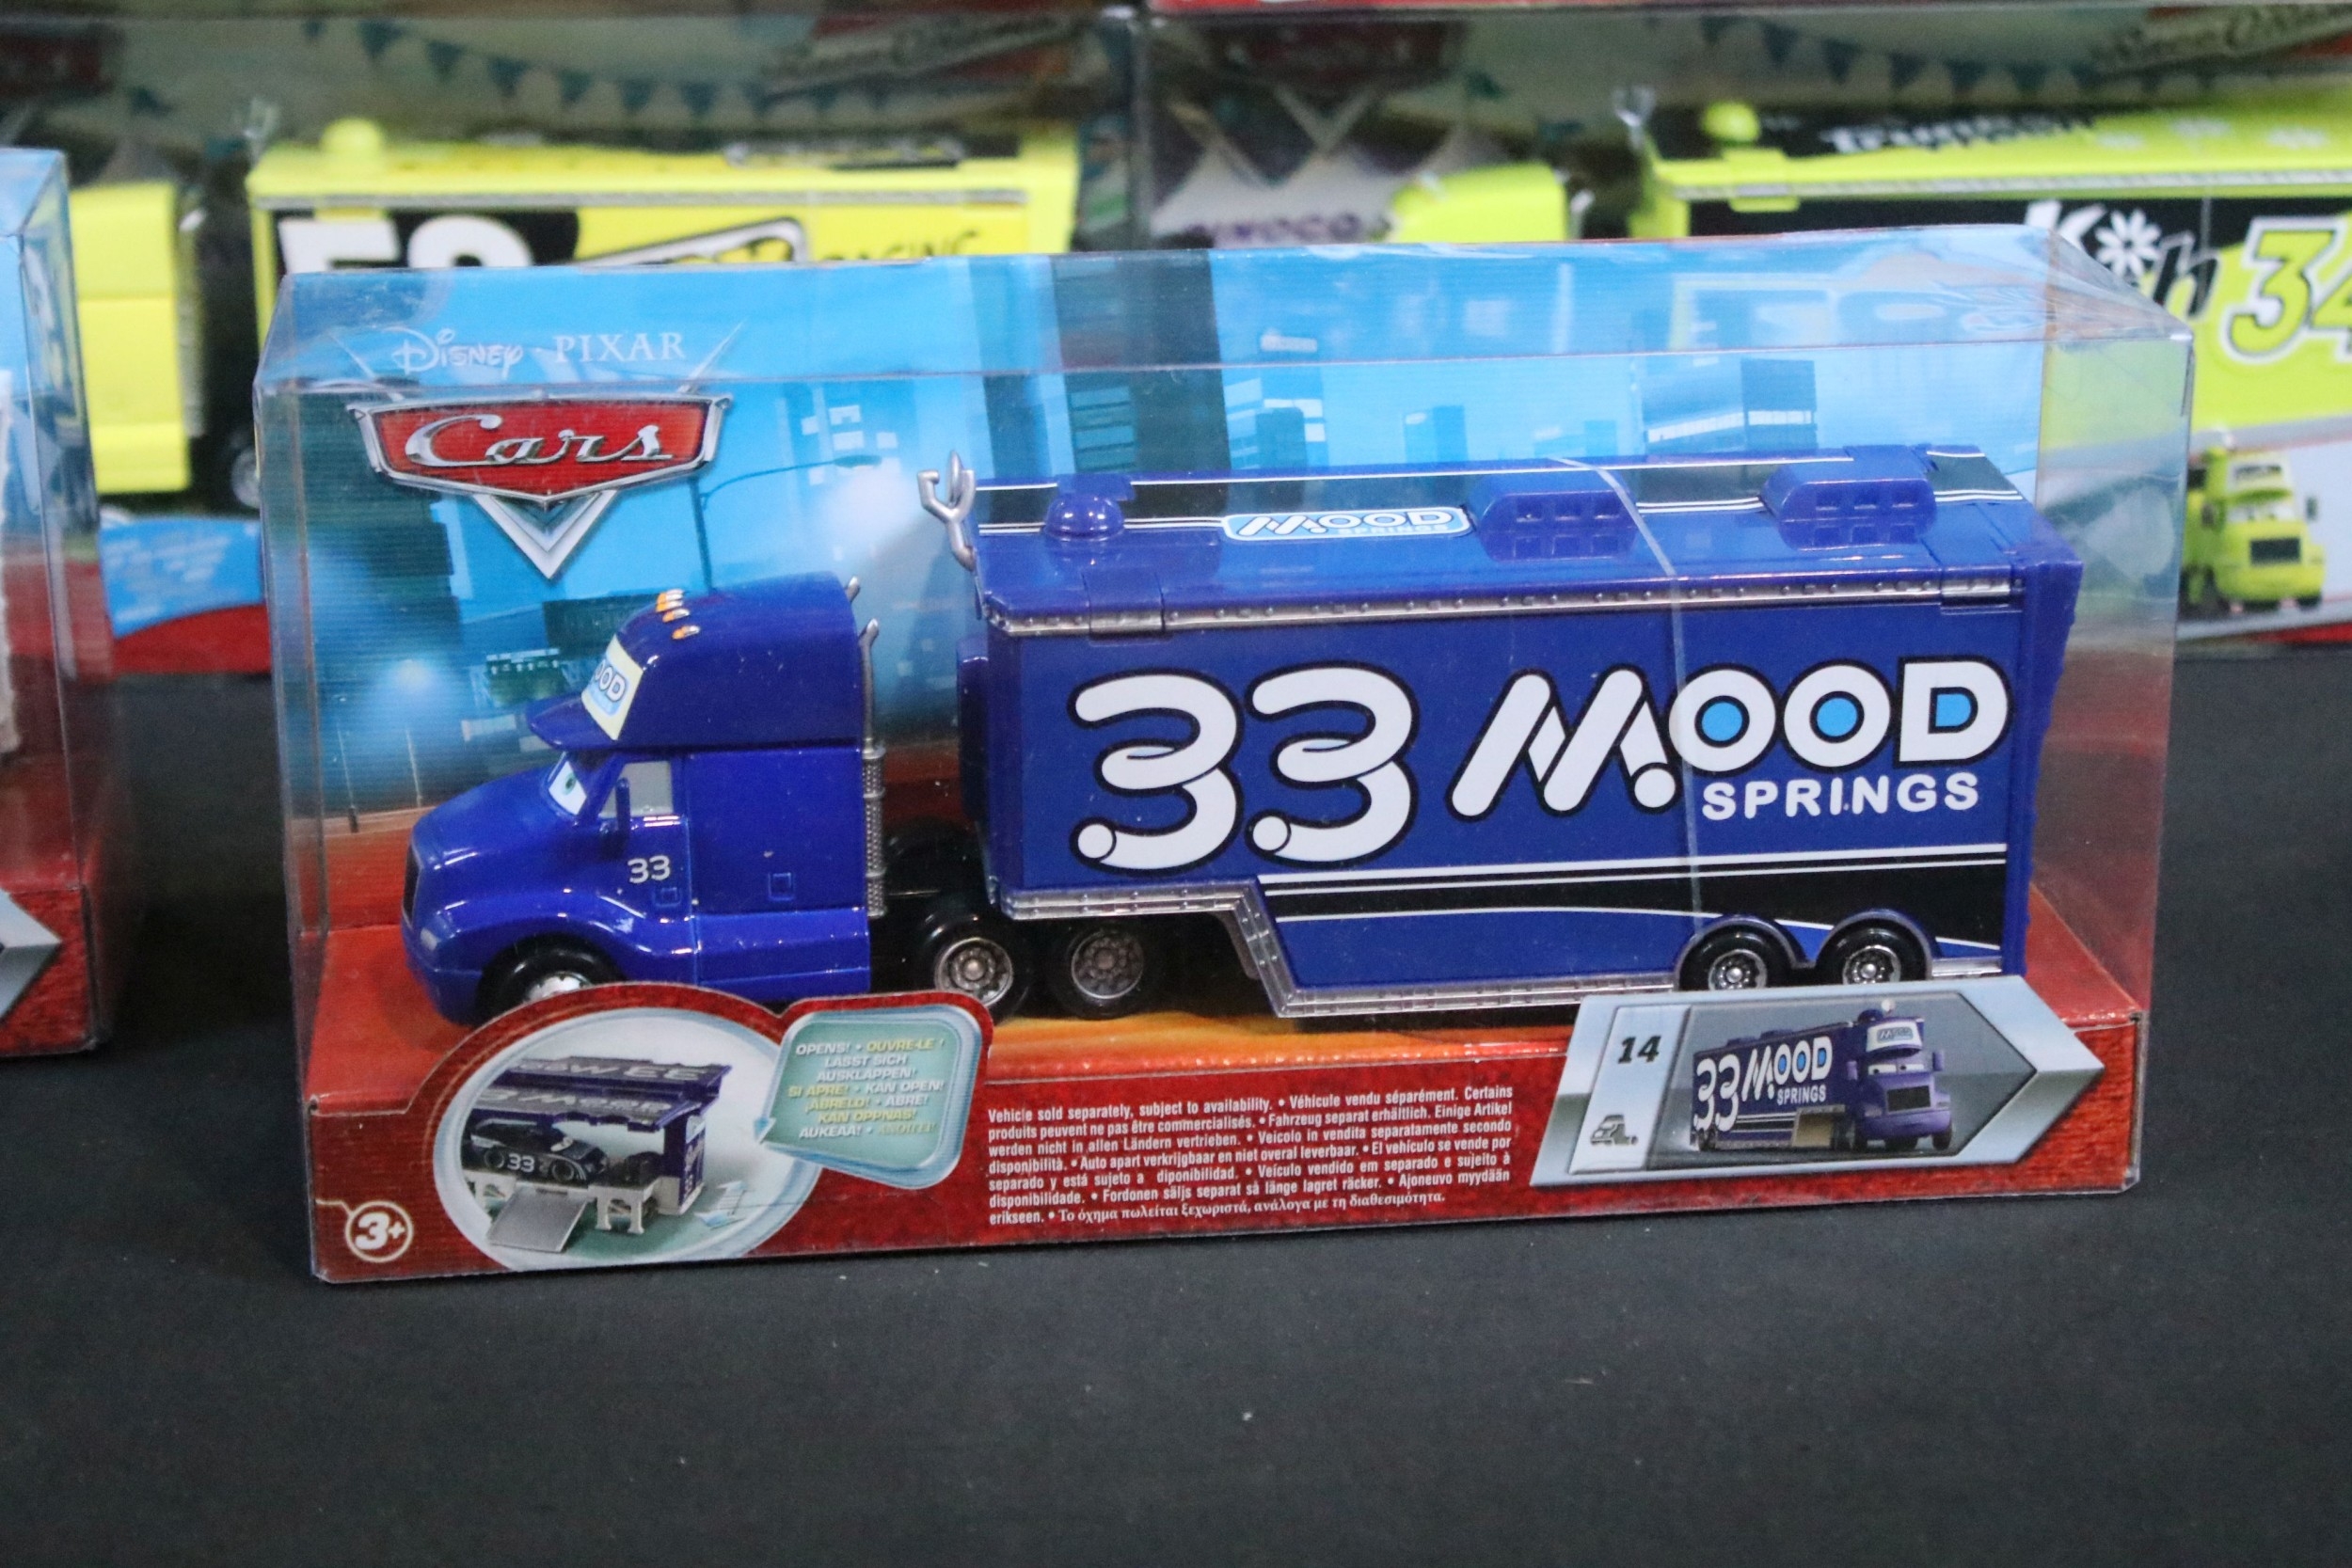 RACING
Kish 34
DISNEY · PIXAR
Cars
MOOD
SPRINGS
33 MOOD
SPRINGS
33
OPENS! • OUVRE-LE !
LÄSST SICH
AUSKLAPPEN!
SI APRE! • KAN OPEN!
¡ÁBRELO! • ABRE!
KAN ÖPPNAS!
AUKEAA! •
33
3+
Vehicle sold separately, subject to availability. • Véhicule vendu séparément. Certains
produits peuvent ne pas être commercialisés. • Fahrzeug separat erhältlich. Einige Artikel
werden nicht in allen Ländern vertrieben. • Veicolo in vendita separatamente secondo
disponibilità. • Auto apart verkrijgbaar en niet overal leverbaar. • El vehículo se vende por
separado y está sujeto a diponibilidad. • Veículo vendido em separado e sujeito à
disponibilidade. • Fordonen säljs separat så länge lagret räcker. • Ajoneuvo myydään
erikseen. • Το όχημα πωλείται ξεχωριστά, ανάλογα με τη διαθεσιμότητα.
14
33 MOOD
SPRINGS